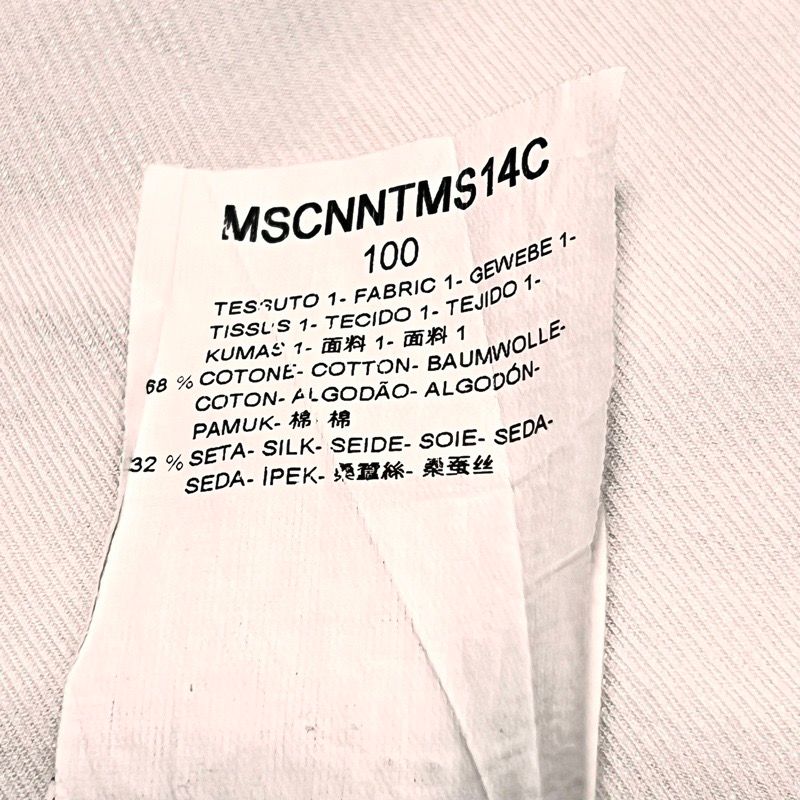 MSCNNTMS14C
100
TESSUTO 1- FABRIC 1- GEWEBE 1-
TISSUS 1- TECIDO 1- TEJIDO 1-
KUMAS 1- 面料 1- 面料 1
68 % COTONE- COTTON- BAUMWOLLE-
COTON- ALGODÃO- ALGODÓN-
PAMUK- 棉- 棉
32 % SETA- SILK- SEIDE- SOIE- SEDA-
SEDA- İPEK- 桑蠶絲- 桑蚕丝